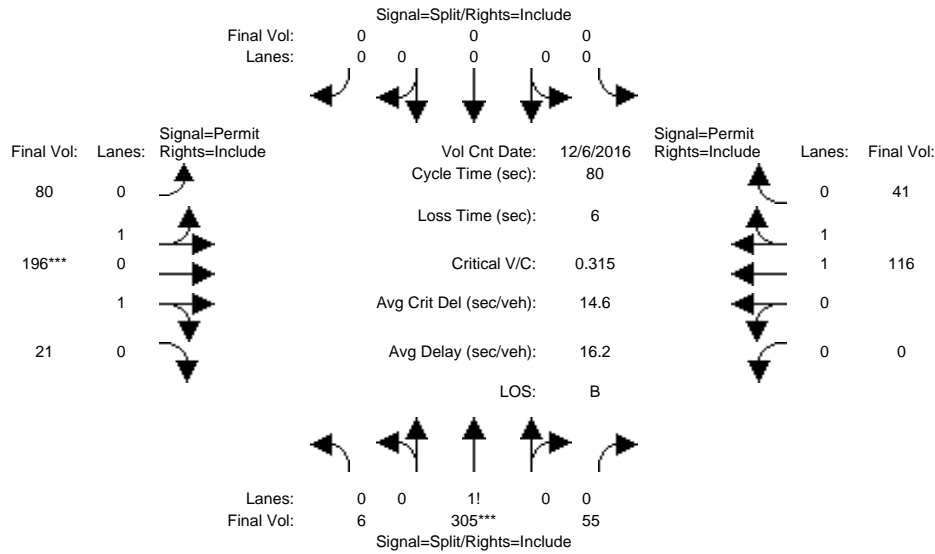 Signal=Split/Rights=Include
Final Vol: 0 0 0
Lanes: 0 0 0 0 0
Signal=Permit Signal=Permit
Final Vol: Lanes: Rights=Include Vol Cnt Date: 12/6/2016 Rights=Include Lanes: Final Vol:
Cycle Time (sec): 80
80 0 0 41
Loss Time (sec): 6
1 1
196*** 0 Critical V/C: 0.315 1 116
1 Avg Crit Del (sec/veh): 14.6 0
21 0 Avg Delay (sec/veh): 16.2 0 0
LOS: B
Lanes: 0 0 1! 0 0
Final Vol: 6 305*** 55
Signal=Split/Rights=Include